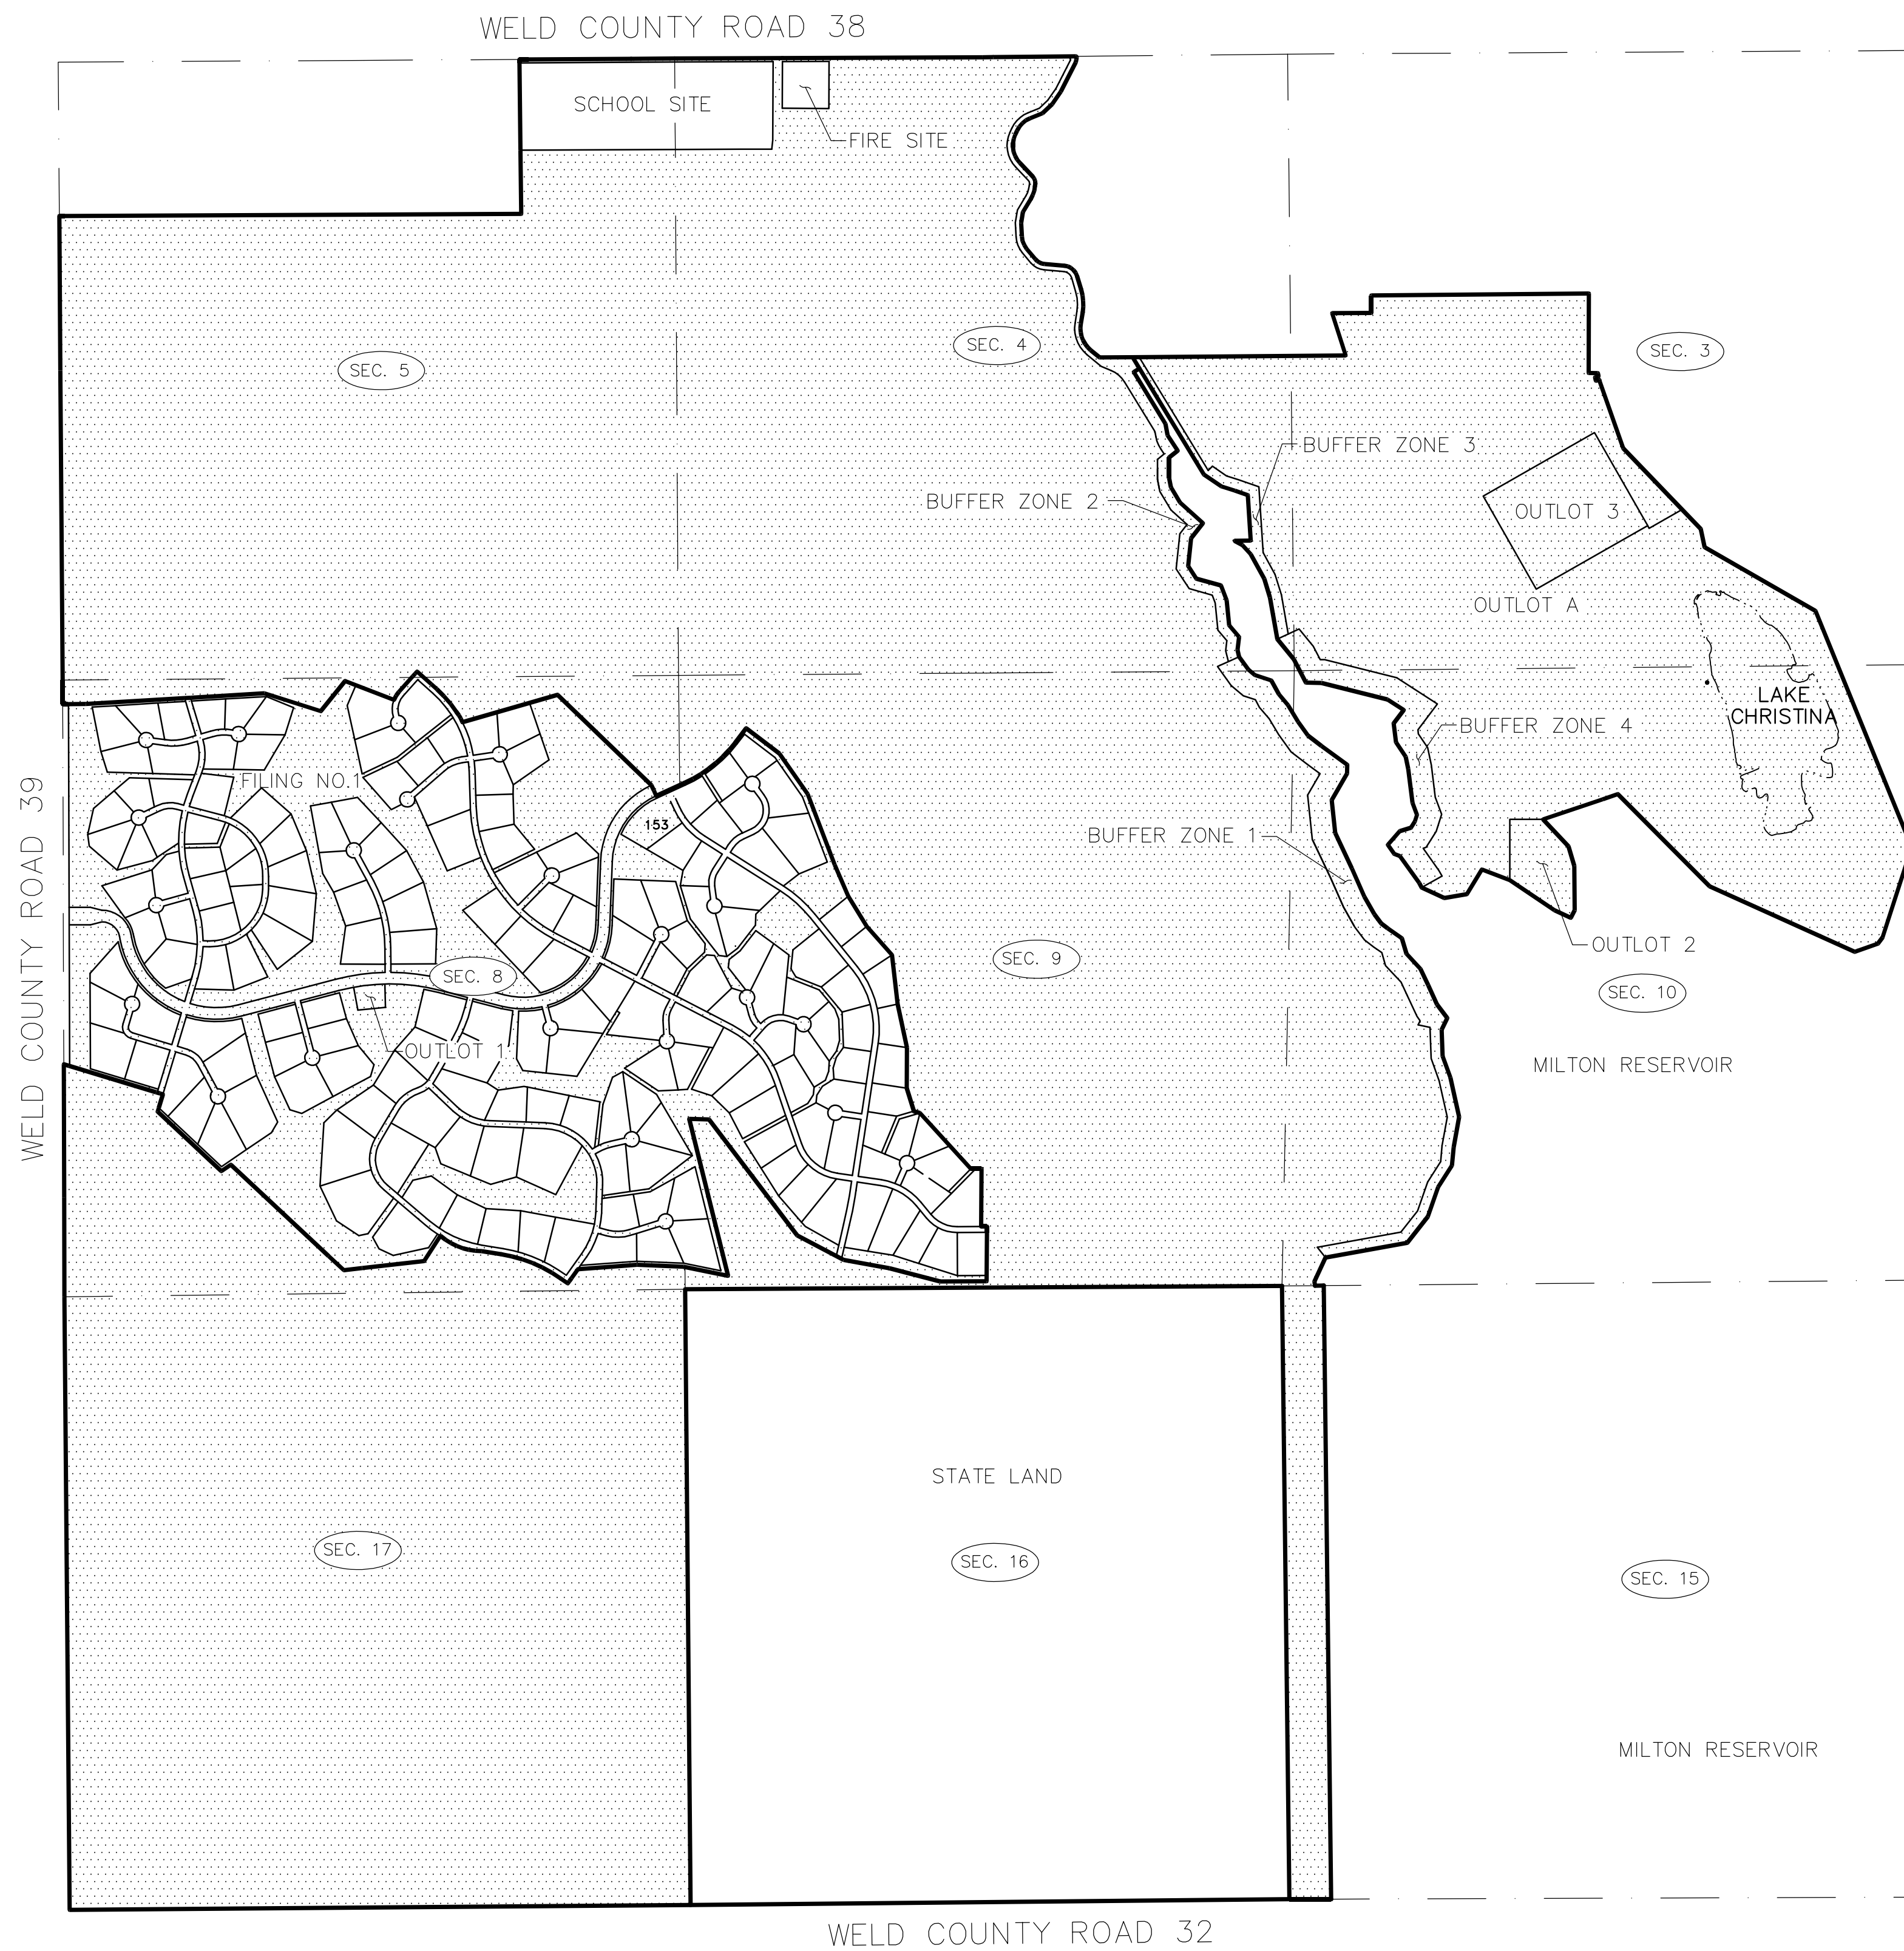 WELD COUNTY ROAD 38
SCHOOL SITE
FIRE SITE
SEC. 5
SEC. 4
SEC. 3
BUFFER ZONE 3
BUFFER ZONE 2
OUTLOT 3
OUTLOT A
LAKE
CHRISTINA
BUFFER ZONE 4
FILING NO.1
153
BUFFER ZONE 1
WELD COUNTY ROAD 39
OUTLOT 2
SEC. 8
SEC. 9
SEC. 10
OUTLOT 1
MILTON RESERVOIR
STATE LAND
SEC. 17
SEC. 16
SEC. 15
MILTON RESERVOIR
WELD COUNTY ROAD 32